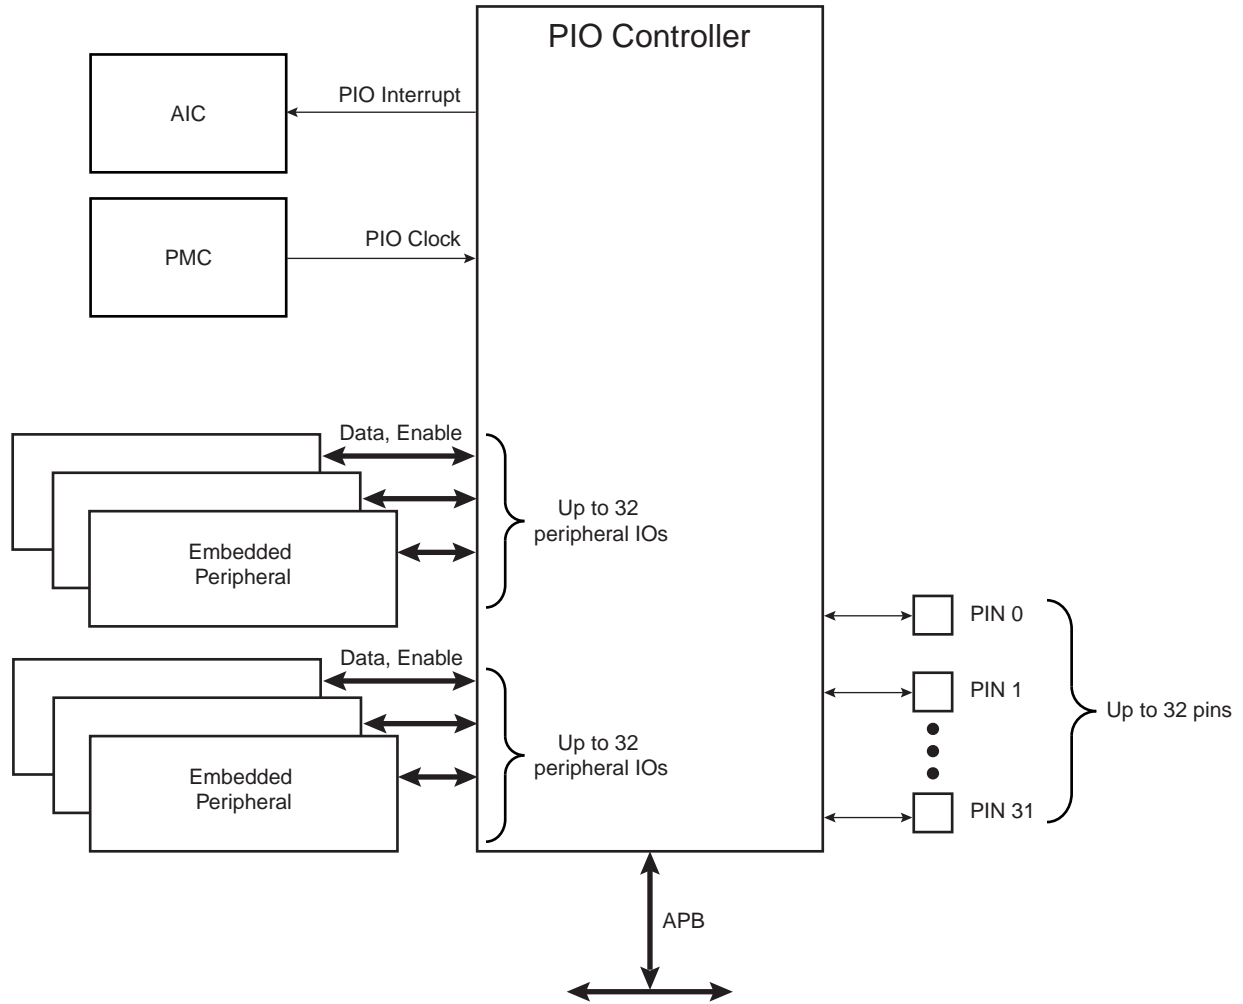 PIO Controller
PIO Interrupt
AIC
PIO Clock
PMC
Data, Enable
Up to 32
peripheral IOs
Embedded
Peripheral
PIN 0
Data, Enable
PIN 1
Up to 32 pins
Up to 32
peripheral IOs
Embedded
Peripheral
PIN 31
APB